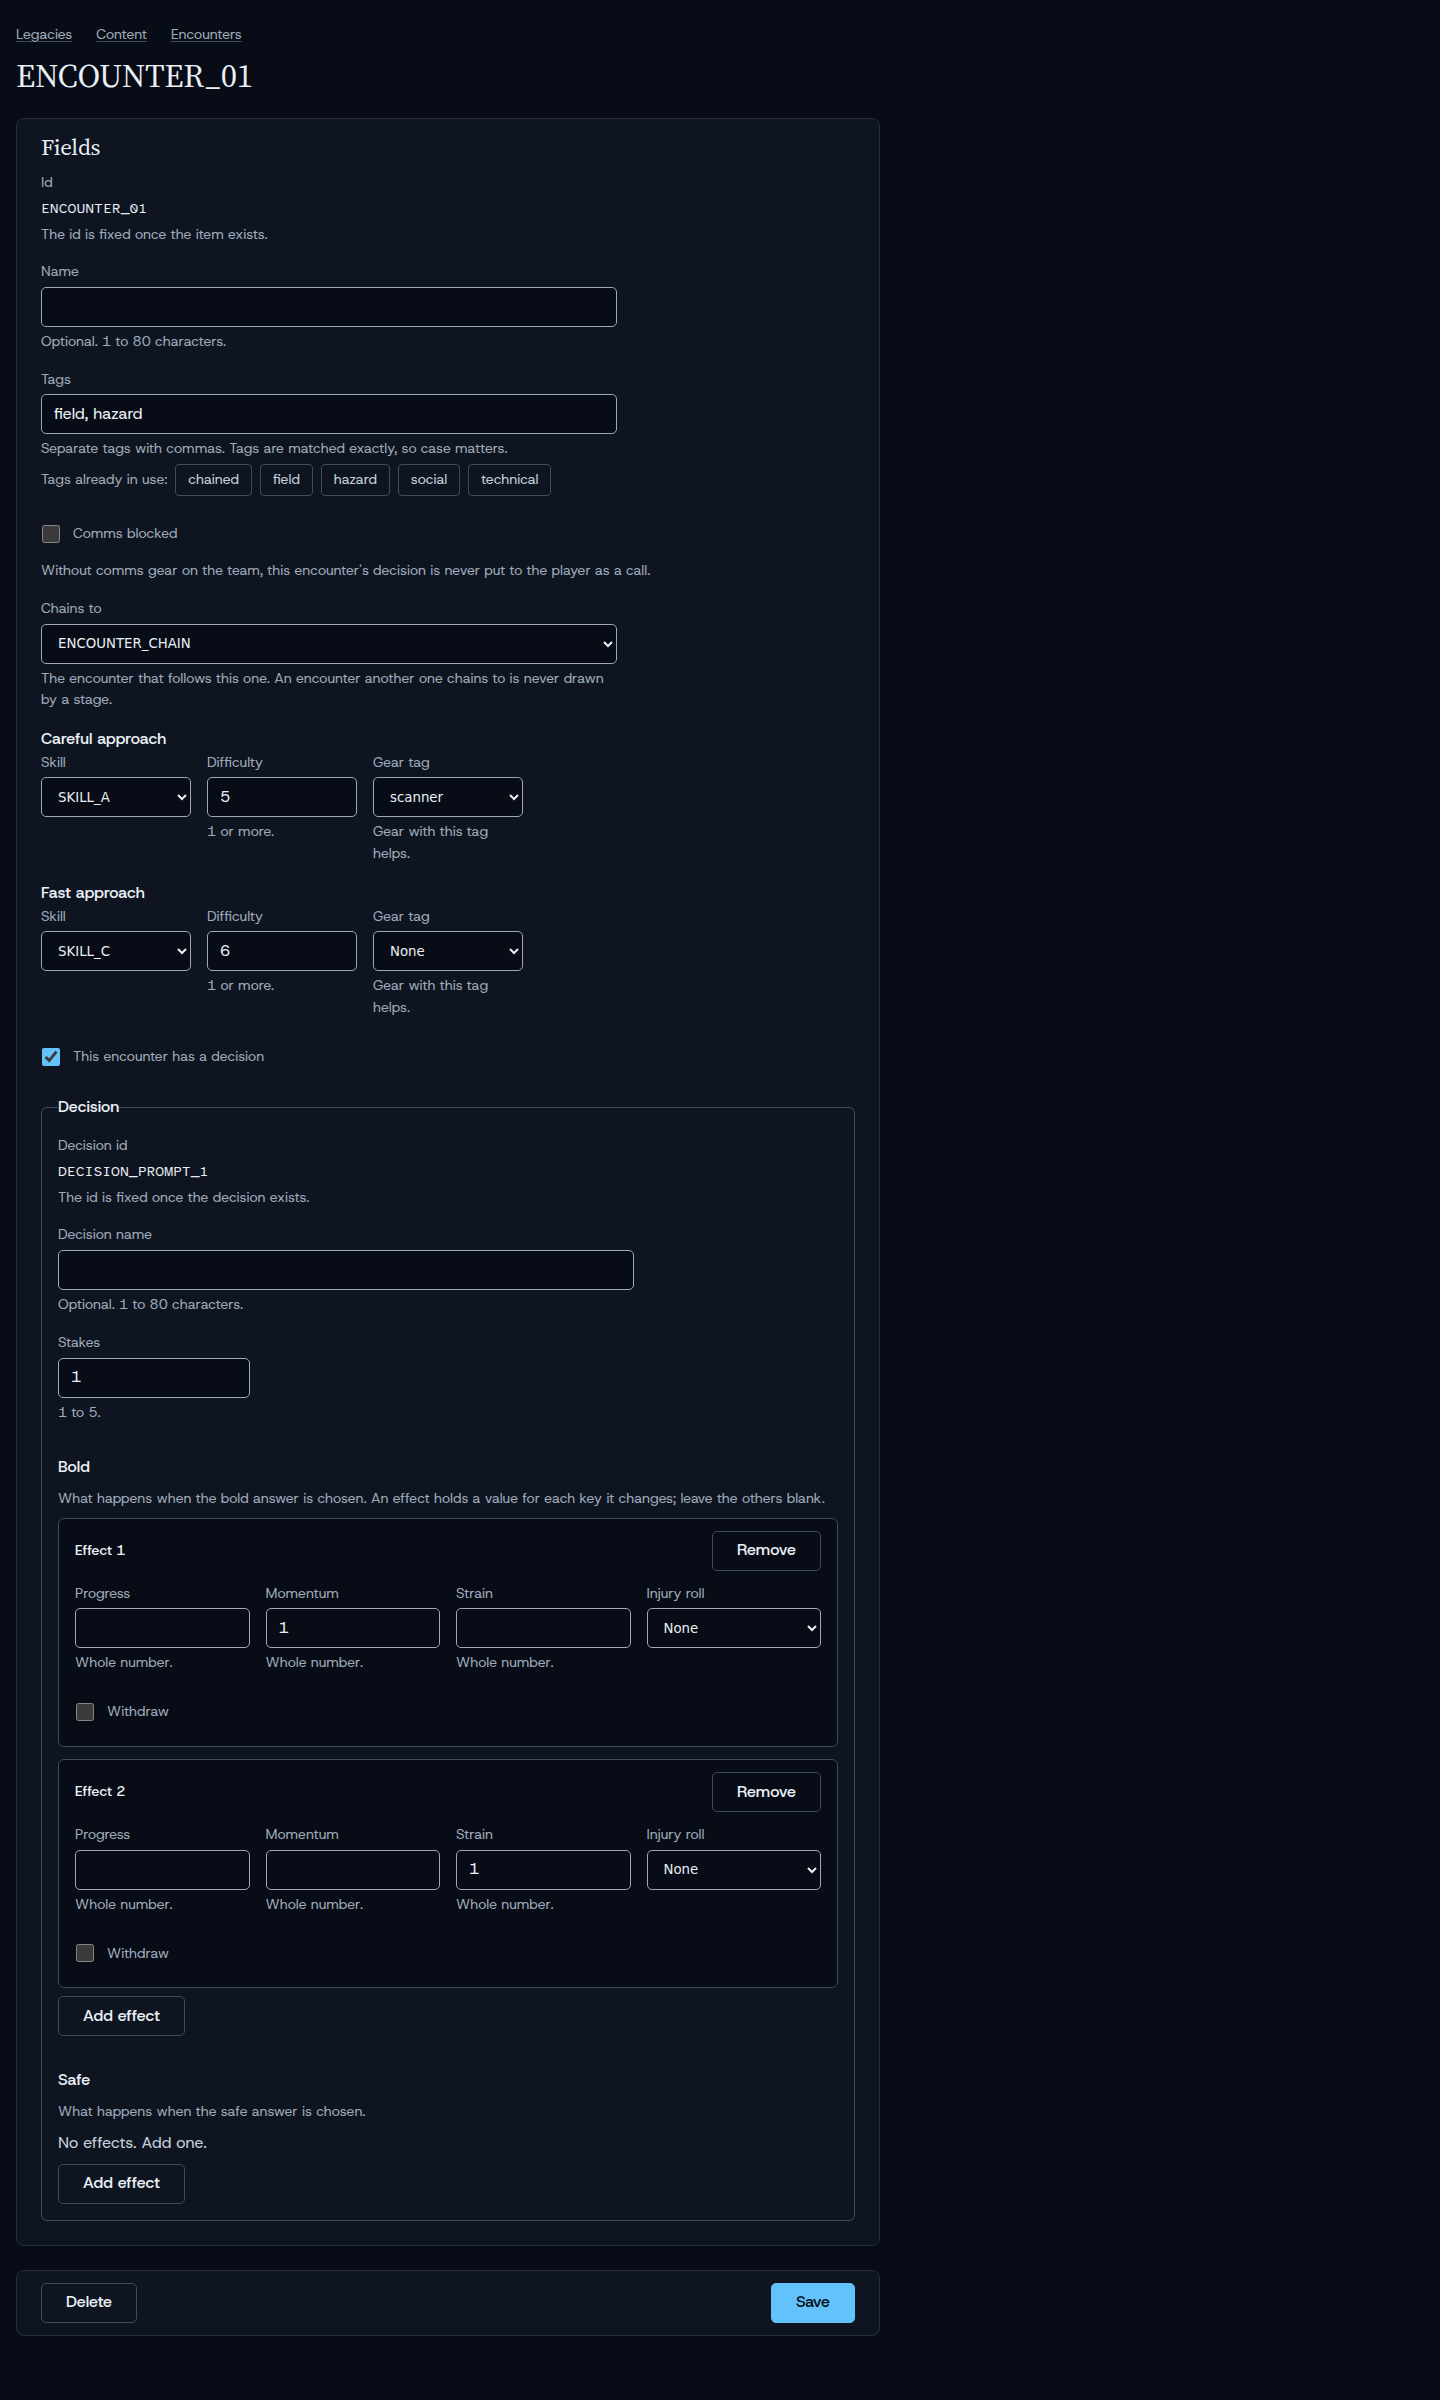 Legacies Content Encounters
ENCOUNTER_01
Fields
Id
ENCOUNTER_01
The id is fixed once the item exists.
Name
Optional. 1 to 80 characters.
Tags
field, hazard
Separate tags with commas. Tags are matched exactly, so case matters.
Tags already in use: chained field hazard social technical
Comms blocked
Without comms gear on the team, this encounter's decision is never put to the player as a call.
Chains to
ENCOUNTER_CHAIN
The encounter that follows this one. An encounter another one chains to is never drawn
by a stage.
Careful approach
Skill Difficulty Gear tag
SKILL_A 5 scanner
1 or more. Gear with this tag
helps.
Fast approach
Skill Difficulty Gear tag
SKILL_C 6 None
1 or more. Gear with this tag
helps.
This encounter has a decision
Decision
Decision id
DECISION_PROMPT_1
The id is fixed once the decision exists.
Decision name
Optional. 1 to 80 characters.
Stakes
1
1 to 5.
Bold
What happens when the bold answer is chosen. An effect holds a value for each key it changes; leave the others blank.
Effect 1 Remove
Progress Momentum Strain Injury roll
1 None
Whole number. Whole number. Whole number.
Withdraw
Effect 2 Remove
Progress Momentum Strain Injury roll
1 None
Whole number. Whole number. Whole number.
Withdraw
Add effect
Safe
What happens when the safe answer is chosen.
No effects. Add one.
Add effect
Delete Save